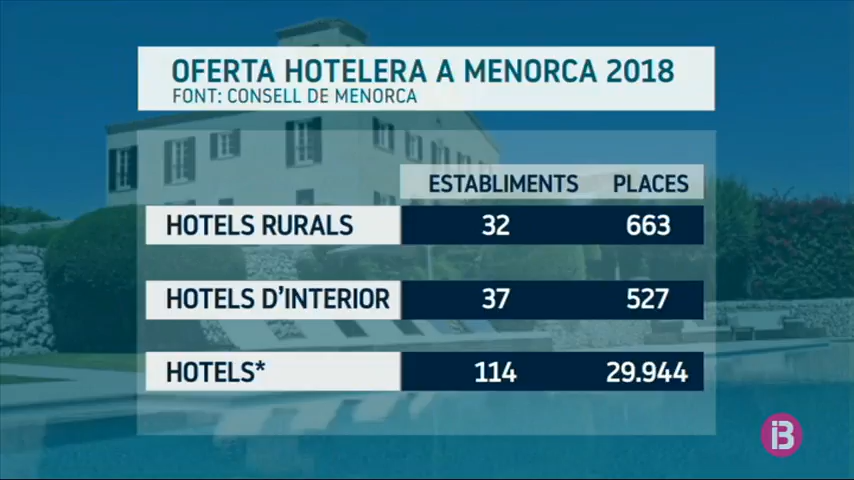 OFERTA HOTELERA A MENORCA 2018
FONT: CONSELL DE MENORCA
ESTABLIMENTS PLACES
HOTELS RURALS 32 663
HOTELS D'INTERIOR 37 527
HOTELS* 114 29.944
iB